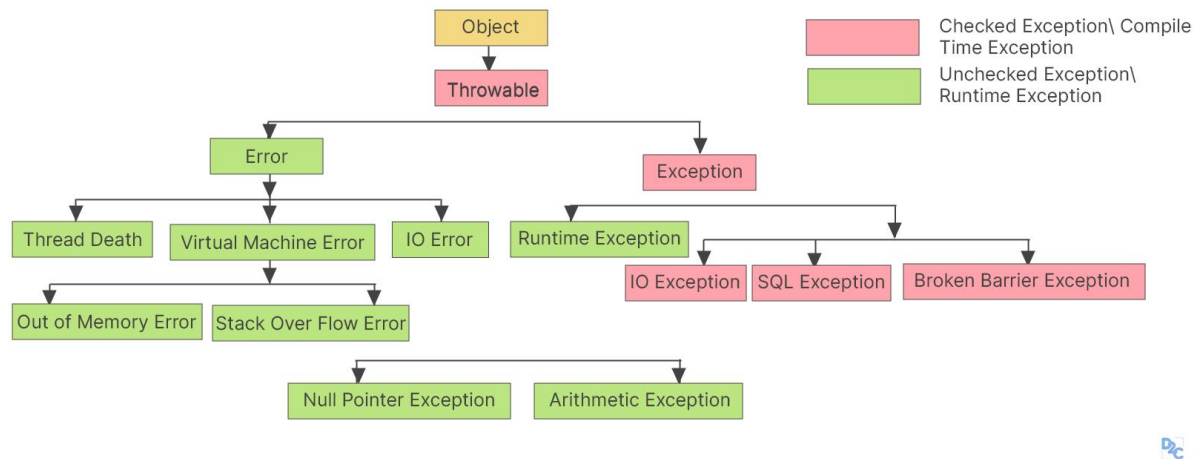 Object
Checked Exception\ Compile
Time Exception
Throwable
Unchecked Exception\
Runtime Exception
Error
Exception
Thread Death
Virtual Machine Error
IO Error
Runtime Exception
IO Exception
SQL Exception
Broken Barrier Exception
Out of Memory Error
Stack Over Flow Error
Null Pointer Exception
Arithmetic Exception